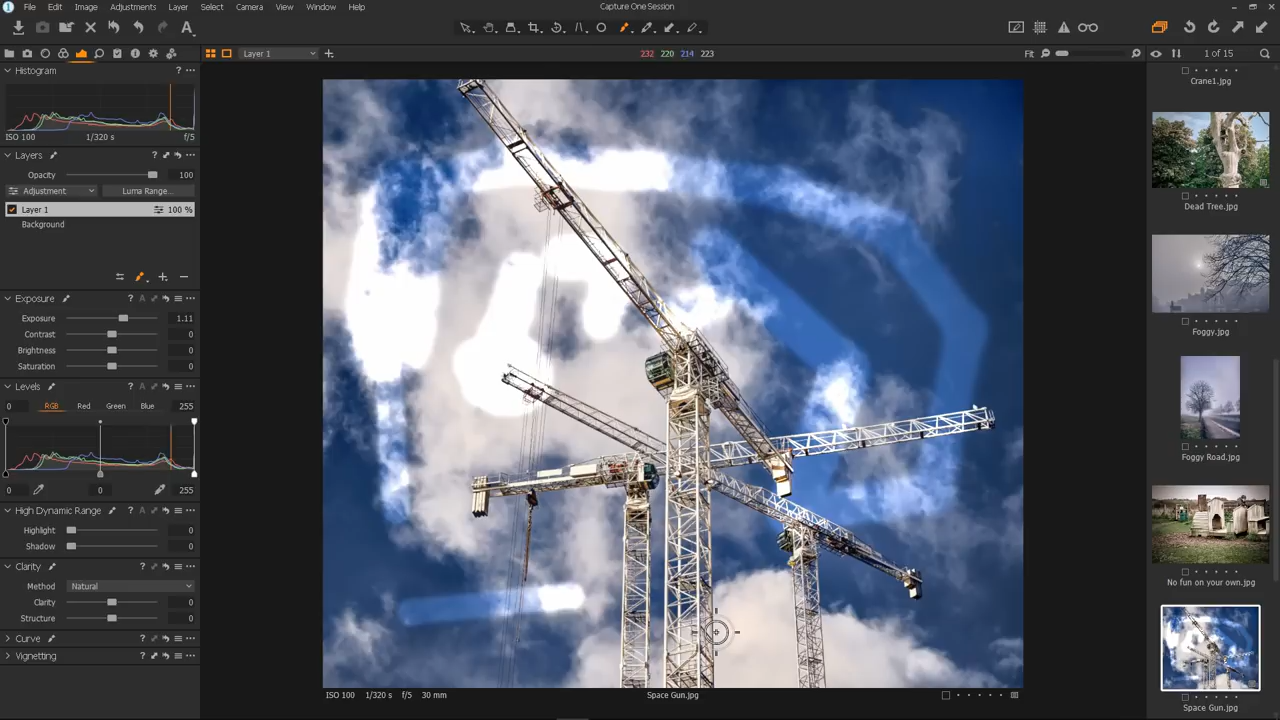 Capture One Session
File Edit Image Adjustments Layer Select Camera View Window Help
Layer 1
232 220 214 223
Fit
1 of 15
Histogram
ISO 100 1/320 s f/5
Layers
Opacity 100
Adjustment Luma Range...
Layer 1 100 %
Background
Exposure
Exposure 1.11
Contrast 0
Brightness 0
Saturation 0
Levels
0 RGB Red Green Blue 255
0 0 255
High Dynamic Range
Highlight 0
Shadow 0
Clarity
Method Natural
Clarity 0
Structure 0
Curve
Vignetting
ISO 100 1/320 s f/5 30 mm Space Gun.jpg
Crane1.jpg
Dead Tree.jpg
Foggy.jpg
Foggy Road.jpg
No fun on your own.jpg
Space Gun.jpg